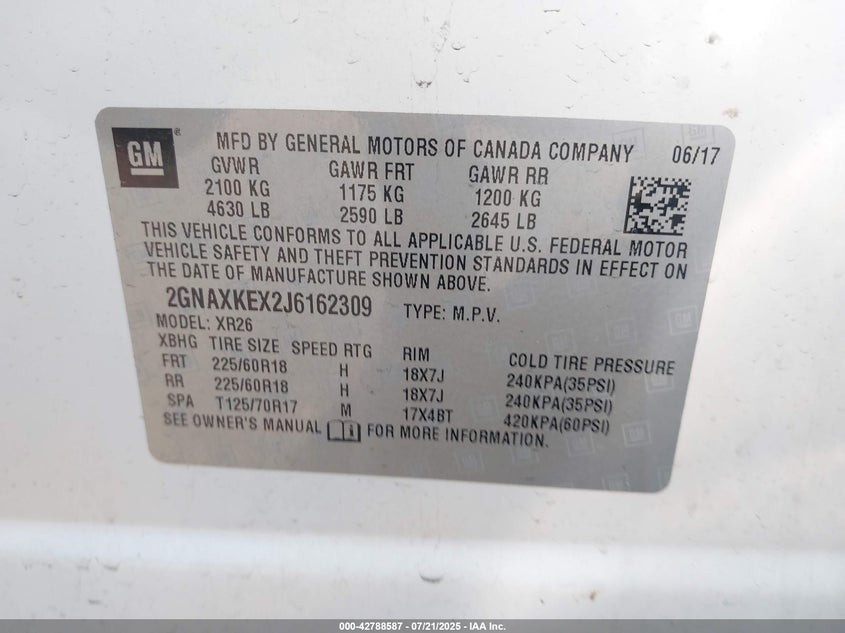 GM ® MFD BY GENERAL MOTORS OF CANADA COMPANY 06/17
GVWR GAWR FRT GAWR RR
2100 KG 1175 KG 1200 KG
4630 LB 2590 LB 2645 LB
THIS VEHICLE CONFORMS TO ALL APPLICABLE U.S. FEDERAL MOTOR
VEHICLE SAFETY AND THEFT PREVENTION STANDARDS IN EFFECT ON
THE DATE OF MANUFACTURE SHOWN ABOVE.
2GNAXKEX2J6162309 TYPE: M.P.V.
MODEL: XR26
XBHG TIRE SIZE SPEED RTG RIM COLD TIRE PRESSURE
FRT 225/60R18 H 18X7J 240KPA(35PSI)
RR 225/60R18 H 18X7J 240KPA(35PSI)
SPA T125/70R17 M 17X4BT 420KPA(60PSI)
SEE OWNER'S MANUAL FOR MORE INFORMATION.
000-42788587 - 07/21/2025 - IAA Inc.